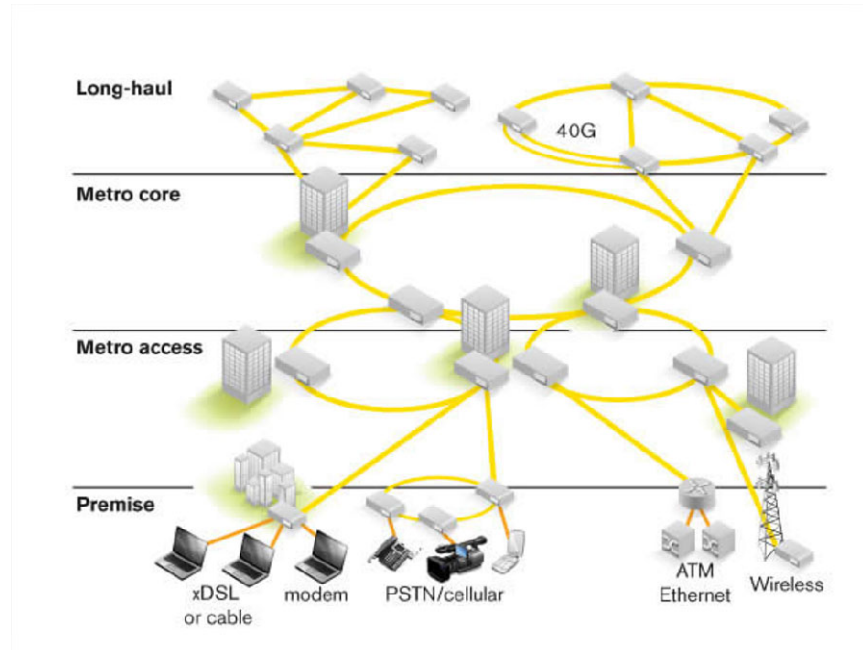 Long-haul
40G
Metro core
Metro access
Premise
xDSL
or cable
modem
PSTN/cellular
ATM
Ethernet
Wireless